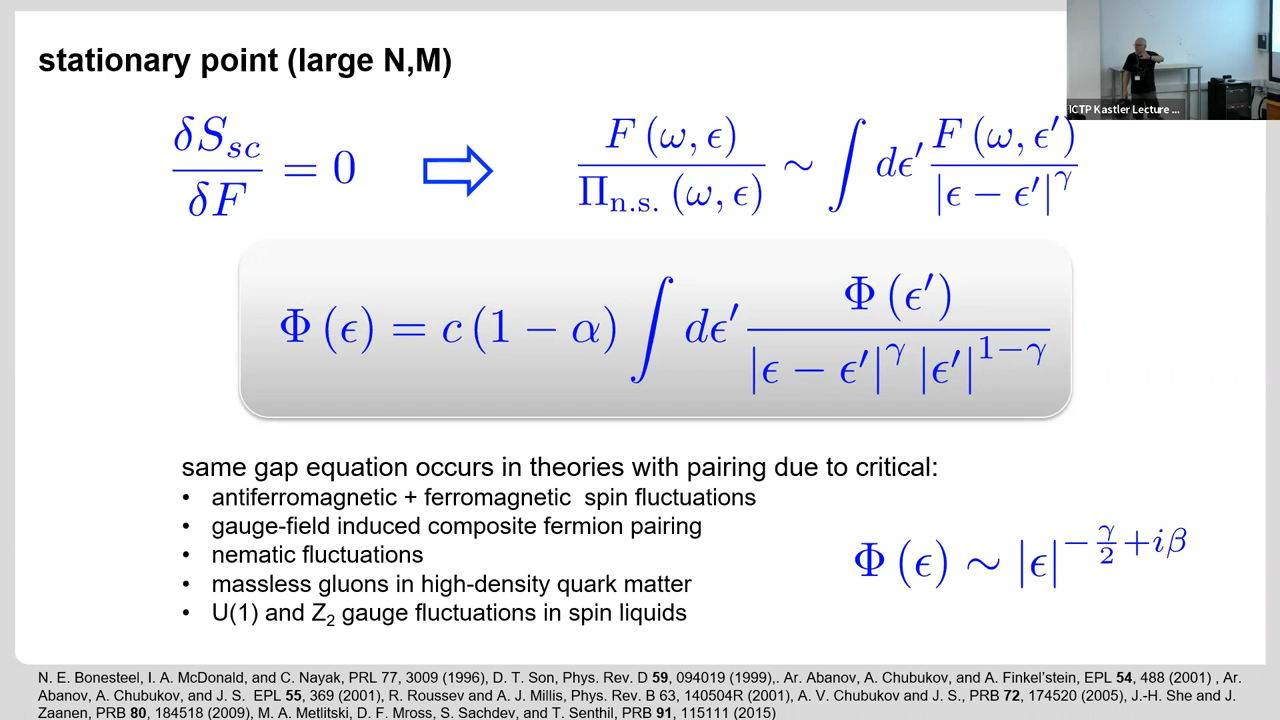 stationary point (large N,M)
ICTP Kastler Lecture ...
δS_sc / δF = 0 ⇨ F (ω, ϵ) / Π_n.s. (ω, ϵ) ∼ ∫ dϵ′ F (ω, ϵ′) / |ϵ − ϵ′|^γ
Φ (ϵ) = c (1 − α) ∫ dϵ′ Φ (ϵ′) / |ϵ − ϵ′|^γ |ϵ′|^{1−γ}
same gap equation occurs in theories with pairing due to critical:
• antiferromagnetic + ferromagnetic spin fluctuations
• gauge-field induced composite fermion pairing
• nematic fluctuations
• massless gluons in high-density quark matter
• U(1) and Z₂ gauge fluctuations in spin liquids
Φ (ϵ) ∼ |ϵ|^{−γ/2 + iβ}
N. E. Bonesteel, I. A. McDonald, and C. Nayak, PRL 77, 3009 (1996), D. T. Son, Phys. Rev. D 59, 094019 (1999),. Ar. Abanov, A. Chubukov, and A. Finkel'stein, EPL 54, 488 (2001) , Ar.
Abanov, A. Chubukov, and J. S. EPL 55, 369 (2001), R. Roussev and A. J. Millis, Phys. Rev. B 63, 140504R (2001), A. V. Chubukov and J. S., PRB 72, 174520 (2005), J.-H. She and J.
Zaanen, PRB 80, 184518 (2009), M. A. Metlitski, D. F. Mross, S. Sachdev, and T. Senthil, PRB 91, 115111 (2015)